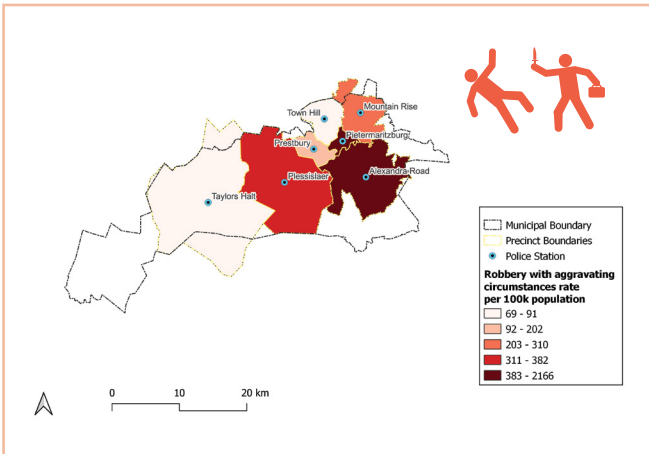 Town Hill
Mountain Rise
Pietermaritzburg
Prestbury
Alexandra Road
Plessislaer
Taylors Halt
Municipal Boundary
Precinct Boundaries
Police Station
Robbery with aggravating
circumstances rate
per 100k population
69 - 91
92 - 202
203 - 310
311 - 382
383 - 2166
0 10 20 km